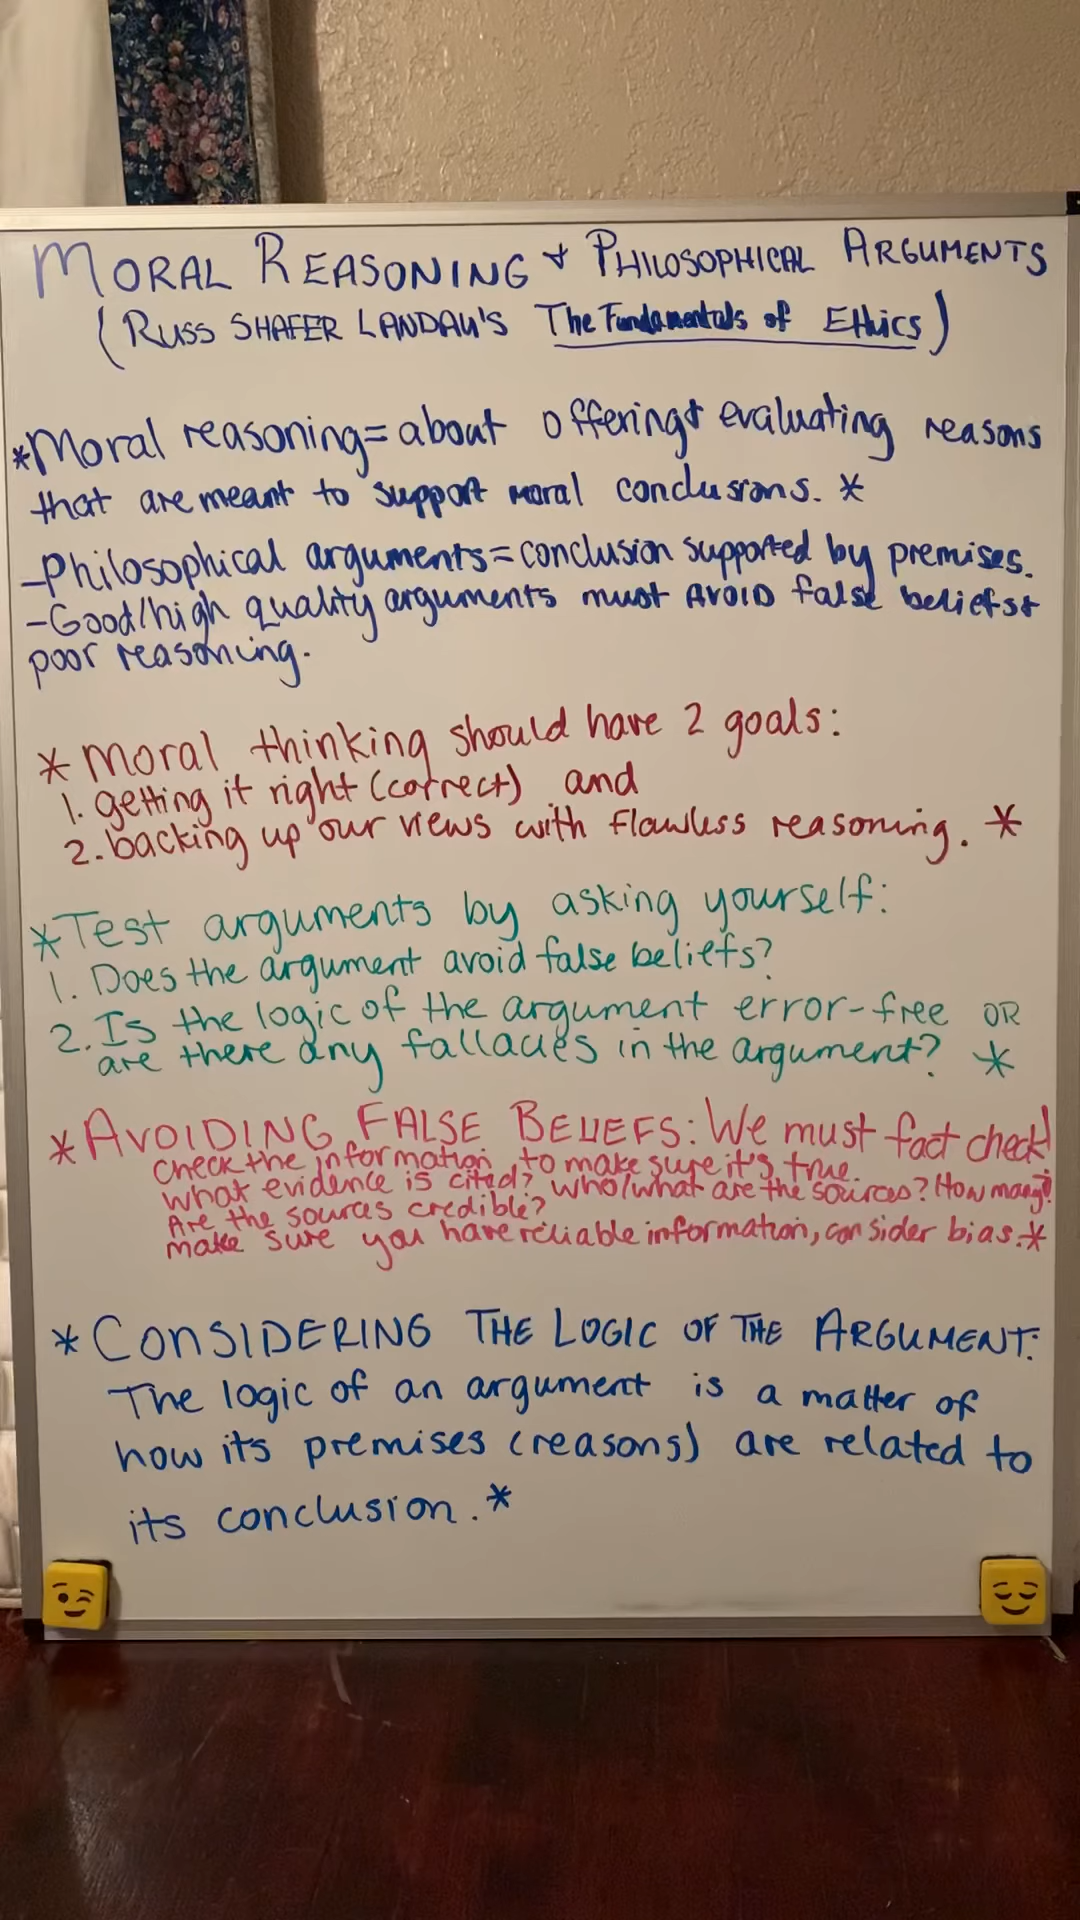 MORAL REASONING + PHILOSOPHICAL ARGUMENTS
(RUSS SHAFER LANDAU'S The Fundamentals of Ethics)
*Moral reasoning= about offering+ evaluating reasons
that are meant to support moral conclusions. *
-Philosophical arguments=conclusion supported by premises.
-Good/high quality arguments must AVOID false beliefs+
poor reasoning.
* Moral thinking should have 2 goals:
1. getting it right (correct) and
2. backing up our views with flawless reasoning. *
*Test arguments by asking yourself:
1. Does the argument avoid false beliefs?
2. Is the logic of the argument error-free OR
are there any fallacies in the argument? *
*AVOIDING FALSE BELIEFS: We must fact check!
Check the information to make sure it's true.
What evidence is cited? Who/what are the sources? How many?
Are the sources credible?
Make sure you have reliable information, consider bias.*
* CONSIDERING THE LOGIC OF THE ARGUMENT:
The logic of an argument is a matter of
how its premises (reasons) are related to
its conclusion. *